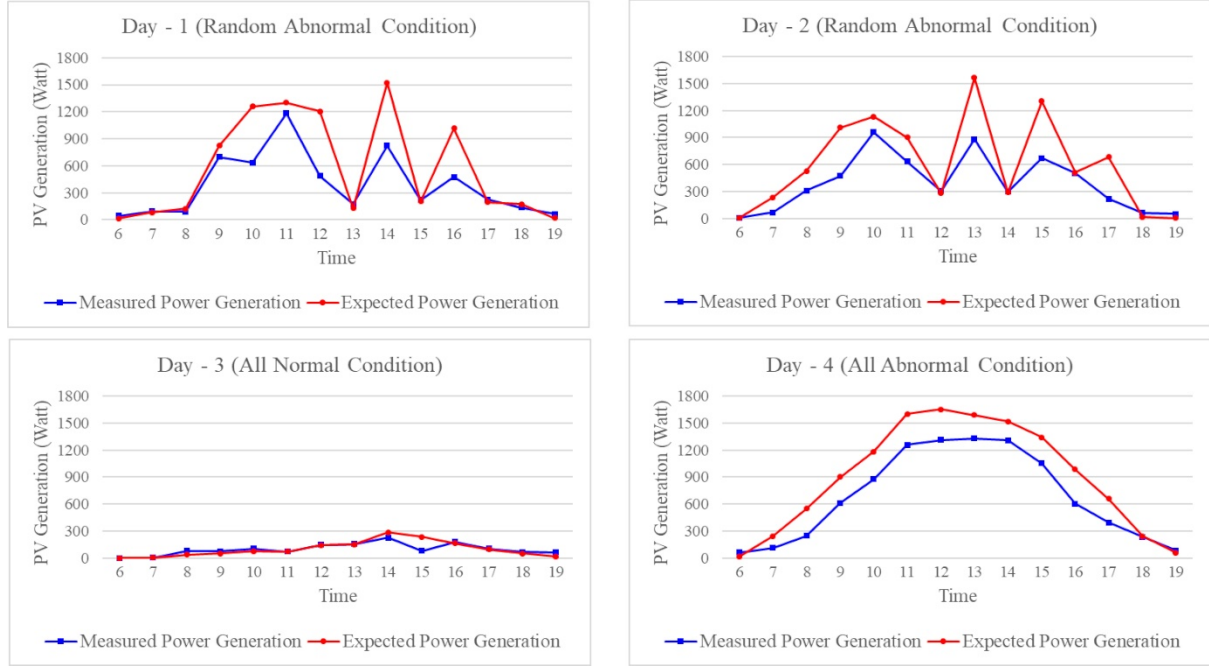 Day - 1 (Random Abnormal Condition)
PV Generation (Watt)
1800
1500
1200
900
600
300
0
6 7 8 9 10 11 12 13 14 15 16 17 18 19
Time
Measured Power Generation Expected Power Generation
Day - 2 (Random Abnormal Condition)
PV Generation (Watt)
1800
1500
1200
900
600
300
0
6 7 8 9 10 11 12 13 14 15 16 17 18 19
Time
Measured Power Generation Expected Power Generation
Day - 3 (All Normal Condition)
PV Generation (Watt)
1800
1500
1200
900
600
300
0
6 7 8 9 10 11 12 13 14 15 16 17 18 19
Time
Measured Power Generation Expected Power Generation
Day - 4 (All Abnormal Condition)
PV Generation (Watt)
1800
1500
1200
900
600
300
0
6 7 8 9 10 11 12 13 14 15 16 17 18 19
Time
Measured Power Generation Expected Power Generation